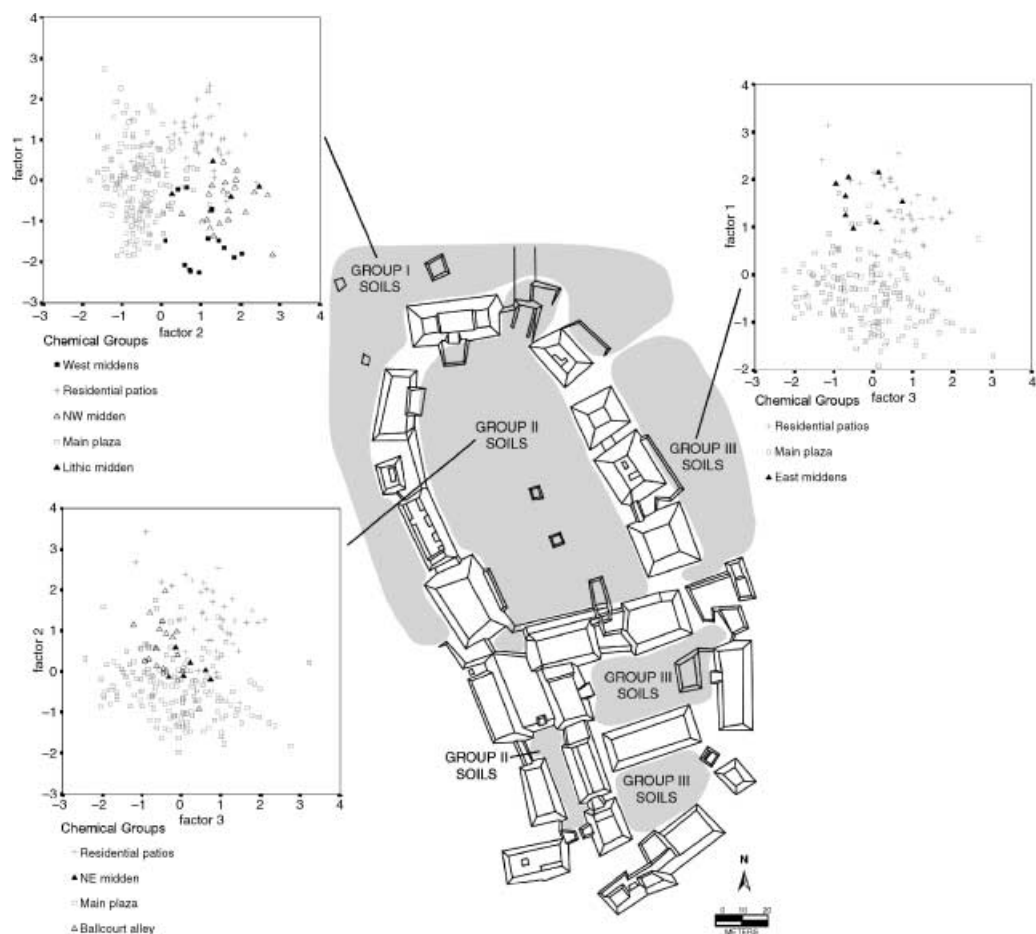 4
3
2
1
0
−1
−2
−3
factor 1
−3 −2 −1 0 1 2 3 4
factor 2
Chemical Groups
West middens
Residential patios
NW midden
Main plaza
Lithic midden
4
3
2
1
0
−1
−2
factor 1
−3 −2 −1 0 1 2 3 4
factor 3
Chemical Groups
Residential patios
Main plaza
East middens
GROUP I
SOILS
GROUP II
SOILS
GROUP III
SOILS
4
3
2
1
0
−1
−2
−3
factor 2
−3 −2 −1 0 1 2 3 4
factor 3
Chemical Groups
Residential patios
NE midden
Main plaza
Ballcourt alley
GROUP III
SOILS
GROUP II
SOILS
GROUP III
SOILS
N
0 10 20
METERS